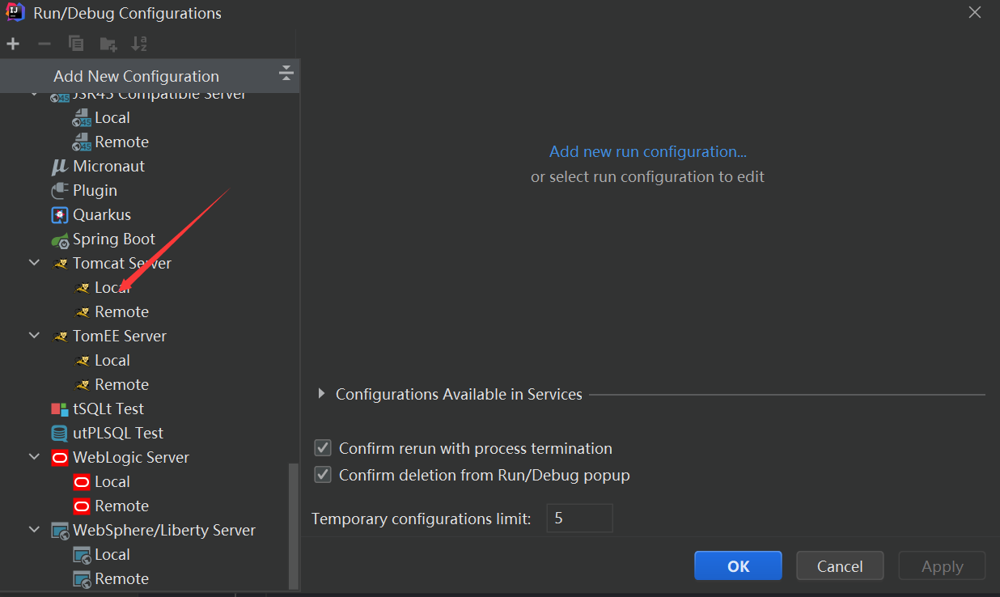 Run/Debug Configurations
Add New Configuration
JSR45 Compatible Server
Local
Remote
Micronaut
Plugin
Quarkus
Spring Boot
Tomcat Server
Local
Remote
TomEE Server
Local
Remote
tSQLt Test
utPLSQL Test
WebLogic Server
Local
Remote
WebSphere/Liberty Server
Local
Remote
Add new run configuration...
or select run configuration to edit
Configurations Available in Services
Confirm rerun with process termination
Confirm deletion from Run/Debug popup
Temporary configurations limit: 5
OK Cancel Apply